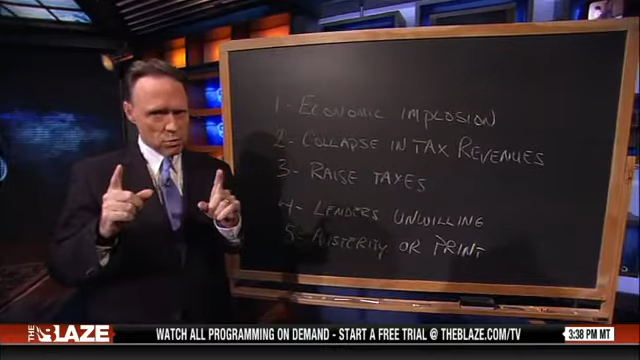 1 - ECONOMIC IMPLOSION
2 - COLLAPSE IN TAX REVENUES
3 - RAISE TAXES
4 - LENDERS UNWILLING
5 - AUSTERITY OR PRINT
THE BLAZE WATCH ALL PROGRAMMING ON DEMAND - START A FREE TRIAL @ THEBLAZE.COM/TV 3:38 PM MT